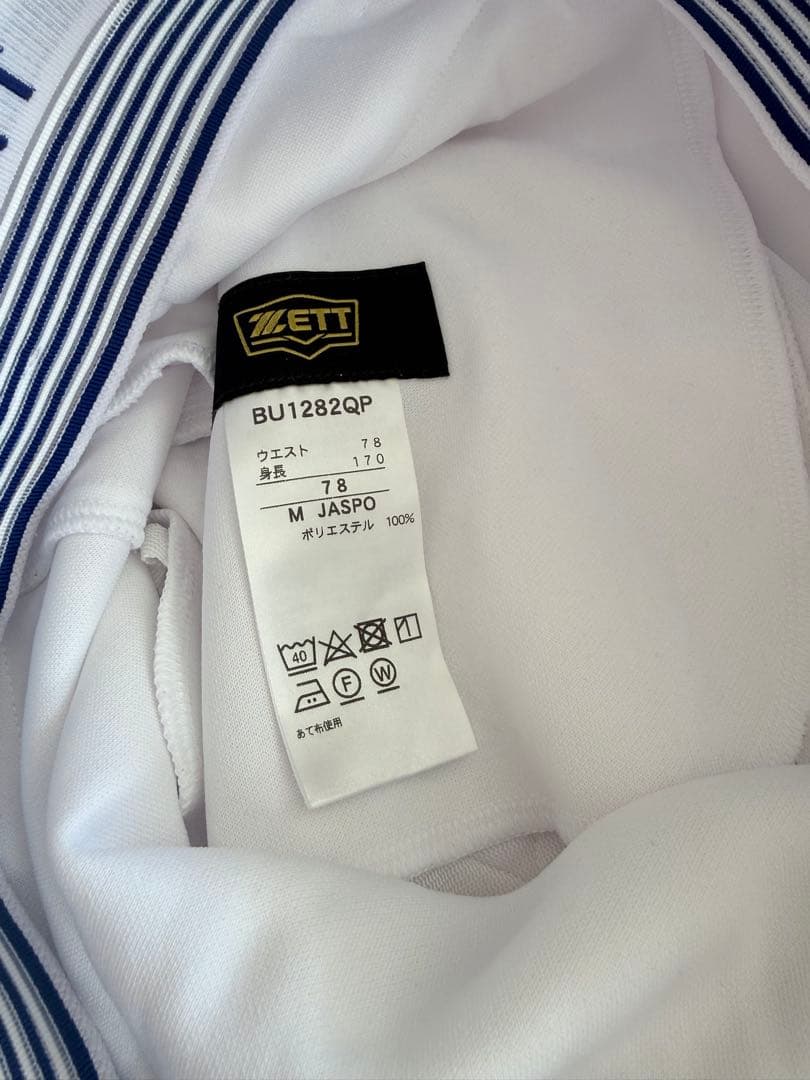 ZETT
BU1282QP
ウエスト 78
身長 170
78
M JASPO
ポリエステル 100%
40
F W
あて布使用